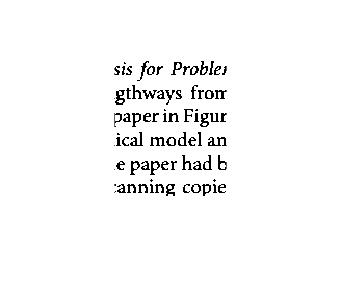 sis for Proble
gthways from
paper in Figur
ical model an
e paper had b
canning copie